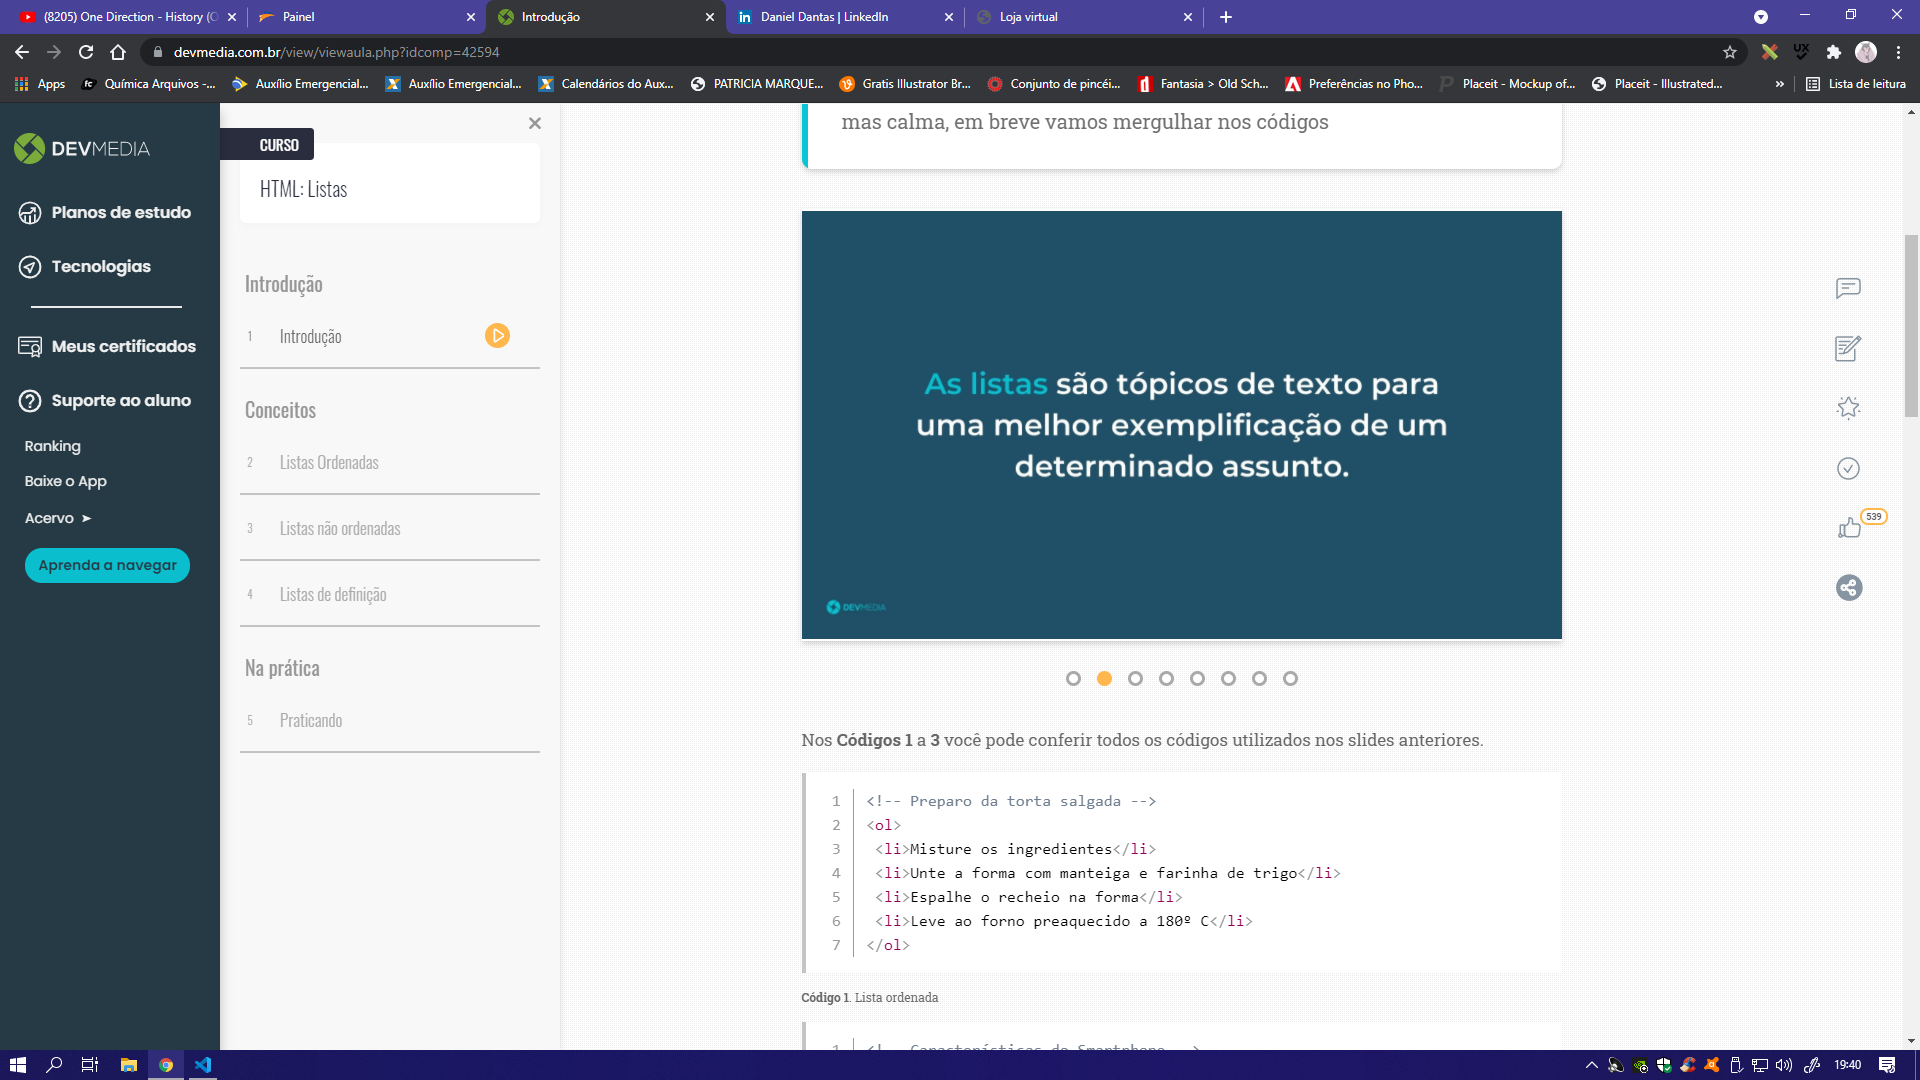 (8205) One Direction - History (O
Painel
Introdução
Daniel Dantas | LinkedIn
Loja virtual
devmedia.com.br/view/viewaula.php?idcomp=42594
Apps
Química Arquivos -...
Auxílio Emergencial...
Auxílio Emergencial...
Calendários do Aux...
PATRICIA MARQUE...
Gratis Illustrator Br...
Conjunto de pincéi...
Fantasia > Old Sch...
Preferências no Pho...
Placeit - Mockup of...
Placeit - Illustrated...
»
Lista de leitura
DEVMEDIA
Planos de estudo
Tecnologias
Meus certificados
Suporte ao aluno
Ranking
Baixe o App
Acervo ➤
Aprenda a navegar
CURSO
HTML: Listas
Introdução
1 Introdução
Conceitos
2 Listas Ordenadas
3 Listas não ordenadas
4 Listas de definição
Na prática
5 Praticando
mas calma, em breve vamos mergulhar nos códigos
As listas são tópicos de texto para
uma melhor exemplificação de um
determinado assunto.
DEVMEDIA
Nos Códigos 1 a 3 você pode conferir todos os códigos utilizados nos slides anteriores.
1 <!-- Preparo da torta salgada -->
2 <ol>
3 <li>Misture os ingredientes</li>
4 <li>Unte a forma com manteiga e farinha de trigo</li>
5 <li>Espalhe o recheio na forma</li>
6 <li>Leve ao forno preaquecido a 180º C</li>
7 </ol>
Código 1. Lista ordenada
1 <!-- Características do Smartphone -->
539
19:40